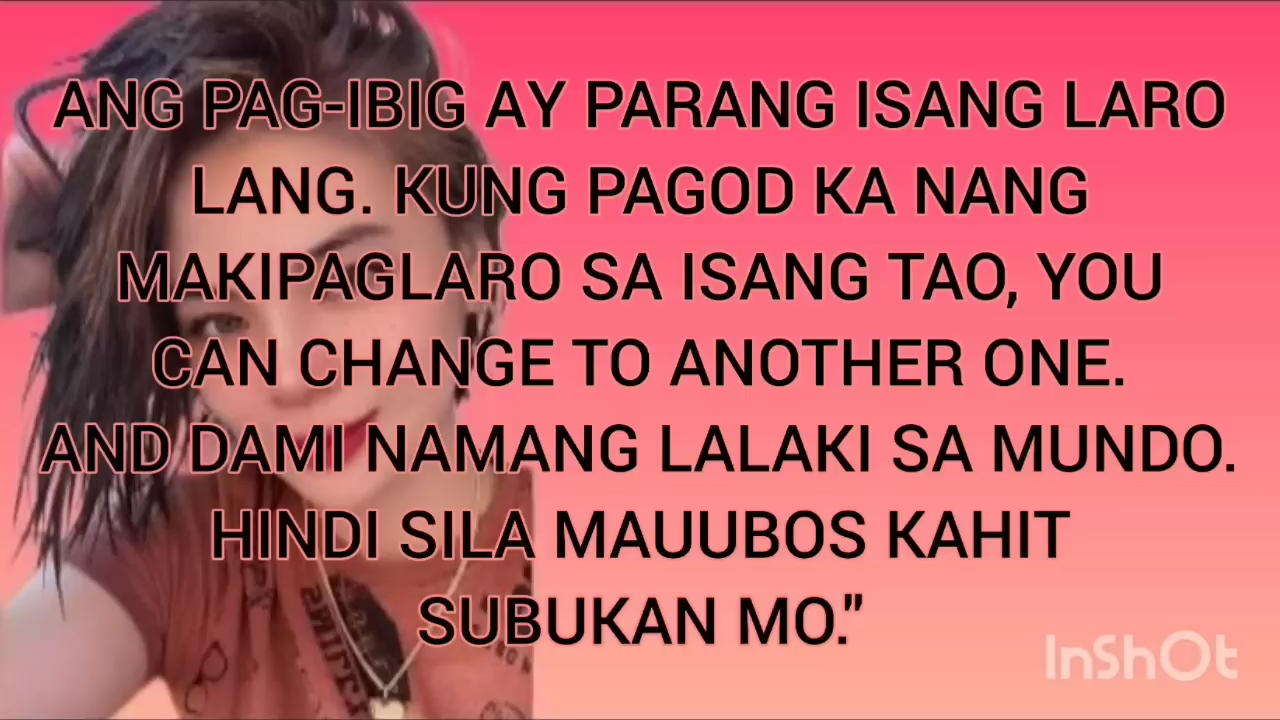 ANG PAG-IBIG AY PARANG ISANG LARO
LANG. KUNG PAGOD KA NANG
MAKIPAGLARO SA ISANG TAO, YOU
CAN CHANGE TO ANOTHER ONE.
AND DAMI NAMANG LALAKI SA MUNDO.
HINDI SILA MAUUBOS KAHIT
SUBUKAN MO.”
InShOt